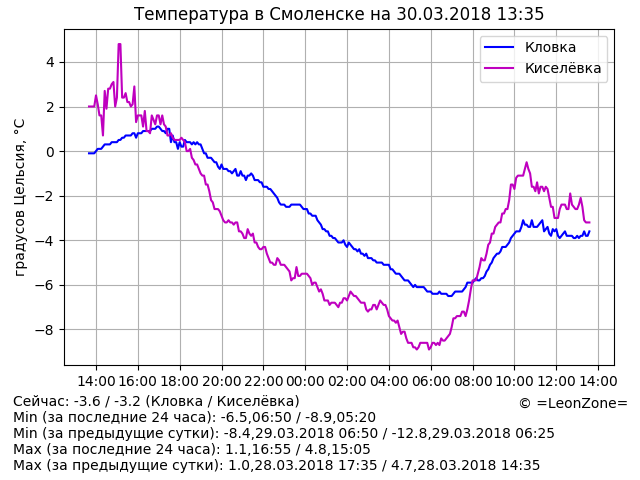 Температура в Смоленске на 30.03.2018 13:35
Кловка
Киселёвка
градусов Цельсия, °C
4
2
0
−2
−4
−6
−8
14:00 16:00 18:00 20:00 22:00 00:00 02:00 04:00 06:00 08:00 10:00 12:00 14:00
Сейчас: -3.6 / -3.2 (Кловка / Киселёвка)
© =LeonZone=
Min (за последние 24 часа): -6.5,06:50 / -8.9,05:20
Min (за предыдущие сутки): -8.4,29.03.2018 06:50 / -12.8,29.03.2018 06:25
Max (за последние 24 часа): 1.1,16:55 / 4.8,15:05
Max (за предыдущие сутки): 1.0,28.03.2018 17:35 / 4.7,28.03.2018 14:35